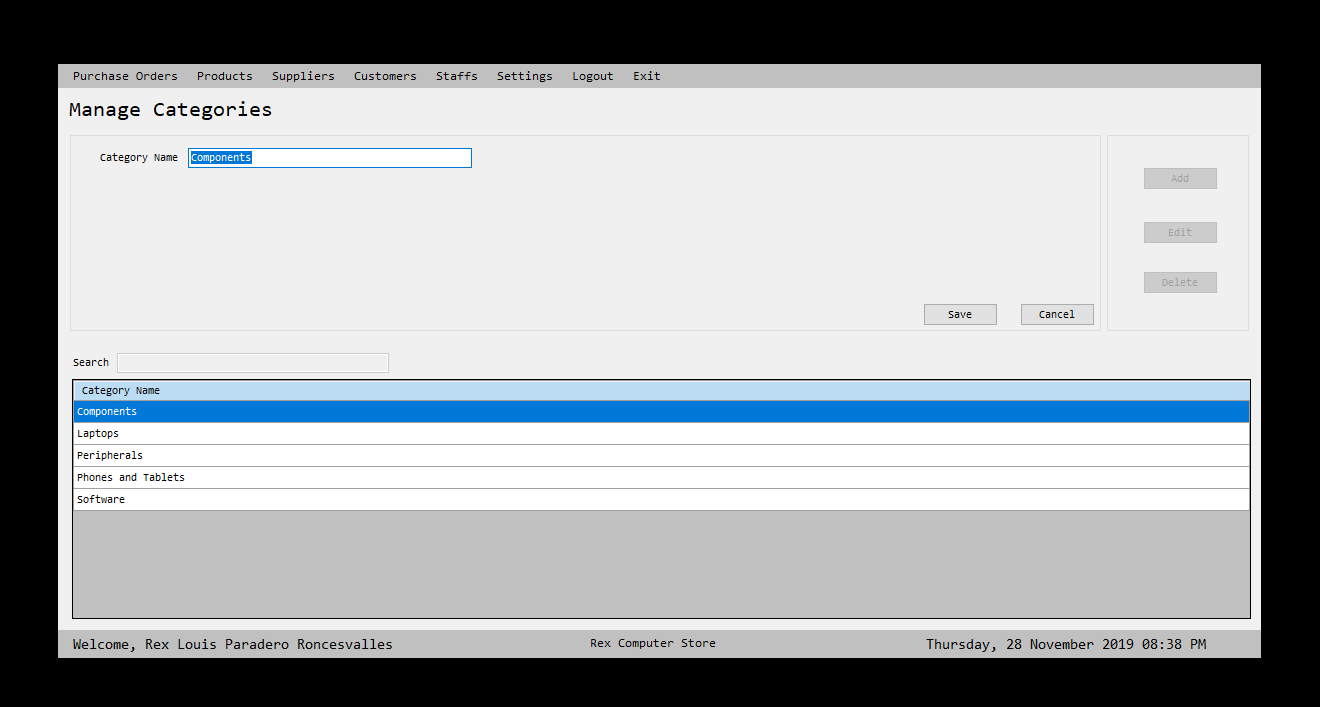 Purchase Orders Products Suppliers Customers Staffs Settings Logout Exit
Manage Categories
Category Name Components
Add
Edit
Delete
Save Cancel
Search
Category Name
Components
Laptops
Peripherals
Phones and Tablets
Software
Welcome, Rex Louis Paradero Roncesvalles Rex Computer Store Thursday, 28 November 2019 08:38 PM